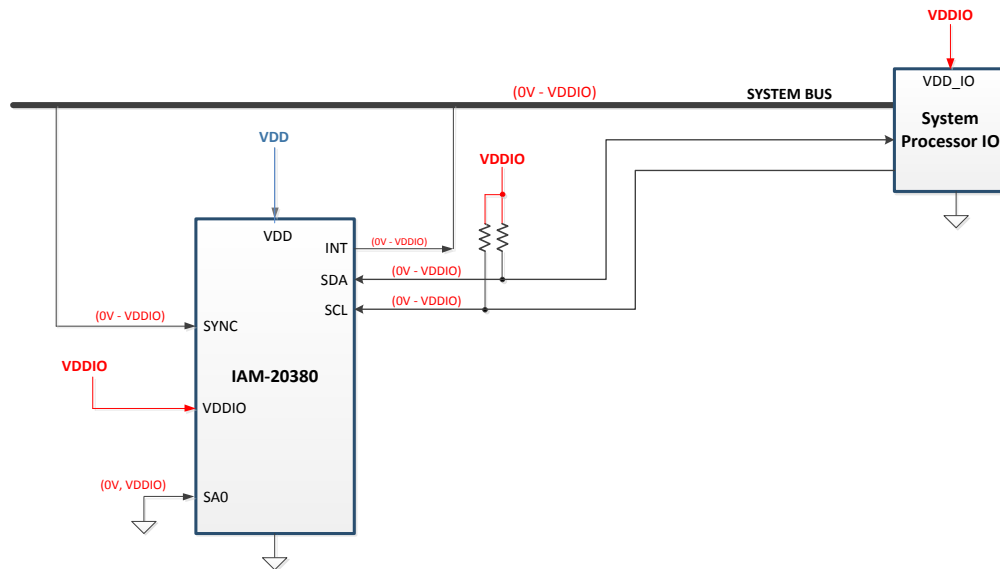 VDDIO
VDD_IO
(0V - VDDIO)
SYSTEM BUS
System
Processor IO
VDD
VDDIO
VDD
INT
(0V - VDDIO)
SDA
(0V - VDDIO)
SCL
(0V - VDDIO)
(0V - VDDIO)
SYNC
IAM-20380
VDDIO
VDDIO
(0V, VDDIO)
SA0